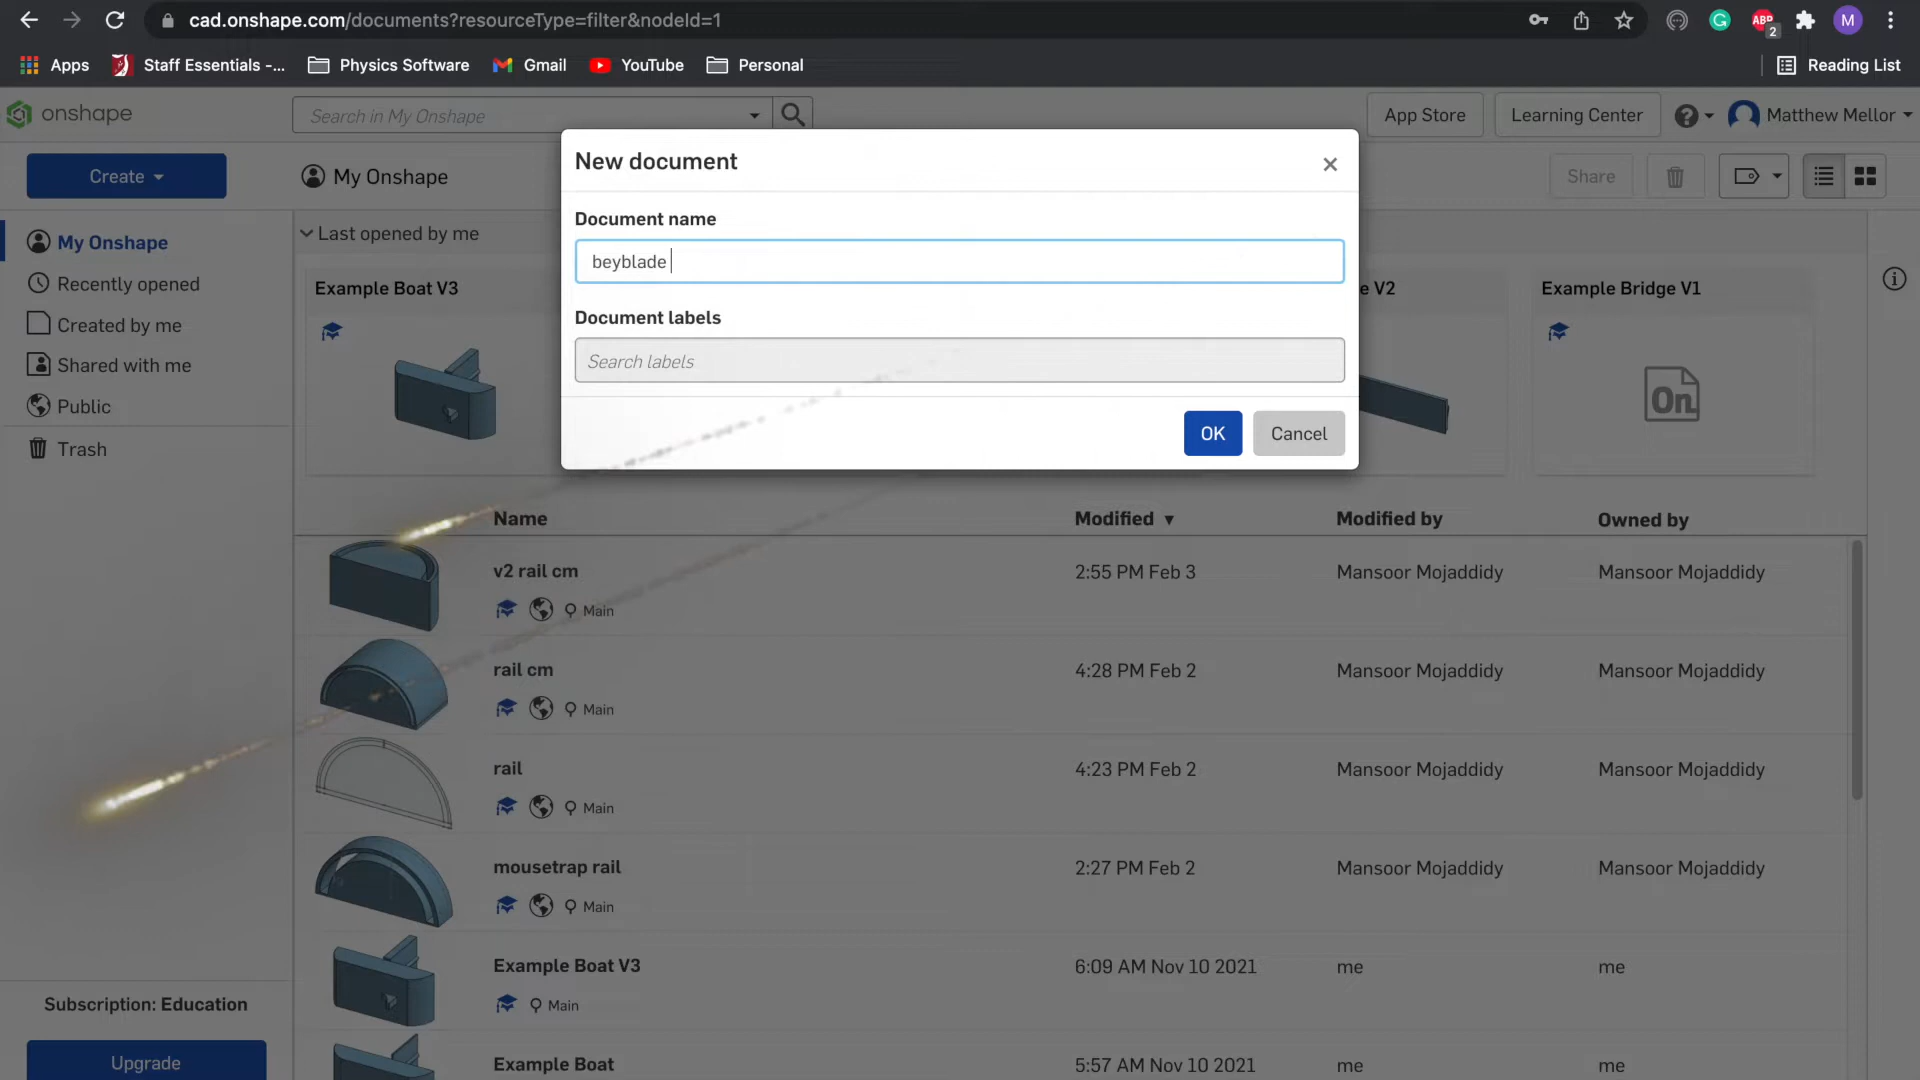 cad.onshape.com/documents?resourceType=filter&nodeId=1
ABP
2
M
Apps
Staff Essentials -...
Physics Software
Gmail
YouTube
Personal
Reading List
onshape
Search in My Onshape
App Store
Learning Center
Matthew Mellor
Create
My Onshape
Share
New document
Document name
beyblade
Document labels
Search labels
OK
Cancel
My Onshape
Recently opened
Created by me
Shared with me
Public
Trash
Last opened by me
Example Boat V3
e V2
Example Bridge V1
On
Name Modified Modified by Owned by
v2 rail cm 2:55 PM Feb 3 Mansoor Mojaddidy Mansoor Mojaddidy
Main
rail cm 4:28 PM Feb 2 Mansoor Mojaddidy Mansoor Mojaddidy
Main
rail 4:23 PM Feb 2 Mansoor Mojaddidy Mansoor Mojaddidy
Main
mousetrap rail 2:27 PM Feb 2 Mansoor Mojaddidy Mansoor Mojaddidy
Main
Example Boat V3 6:09 AM Nov 10 2021 me me
Main
Example Boat 5:57 AM Nov 10 2021 me me
Subscription: Education
Upgrade